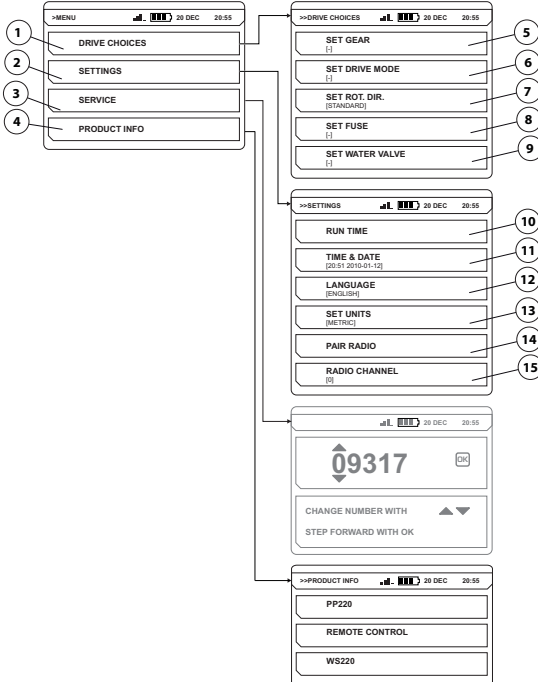 >MENU 20 DEC 20:55
1
DRIVE CHOICES
2
SETTINGS
3
SERVICE
4
PRODUCT INFO
>>DRIVE CHOICES 20 DEC 20:55
SET GEAR
[-]
5
SET DRIVE MODE
[-]
6
SET ROT. DIR.
[STANDARD]
7
SET FUSE
[-]
8
SET WATER VALVE
[-]
9
>>SETTINGS 20 DEC 20:55
RUN TIME
10
TIME & DATE
[20:51 2010-01-12]
11
LANGUAGE
[ENGLISH]
12
SET UNITS
[METRIC]
13
PAIR RADIO
14
RADIO CHANNEL
[0]
15
20 DEC 20:55
09317 OK
CHANGE NUMBER WITH
STEP FORWARD WITH OK
>>PRODUCT INFO 20 DEC 20:55
PP220
REMOTE CONTROL
WS220